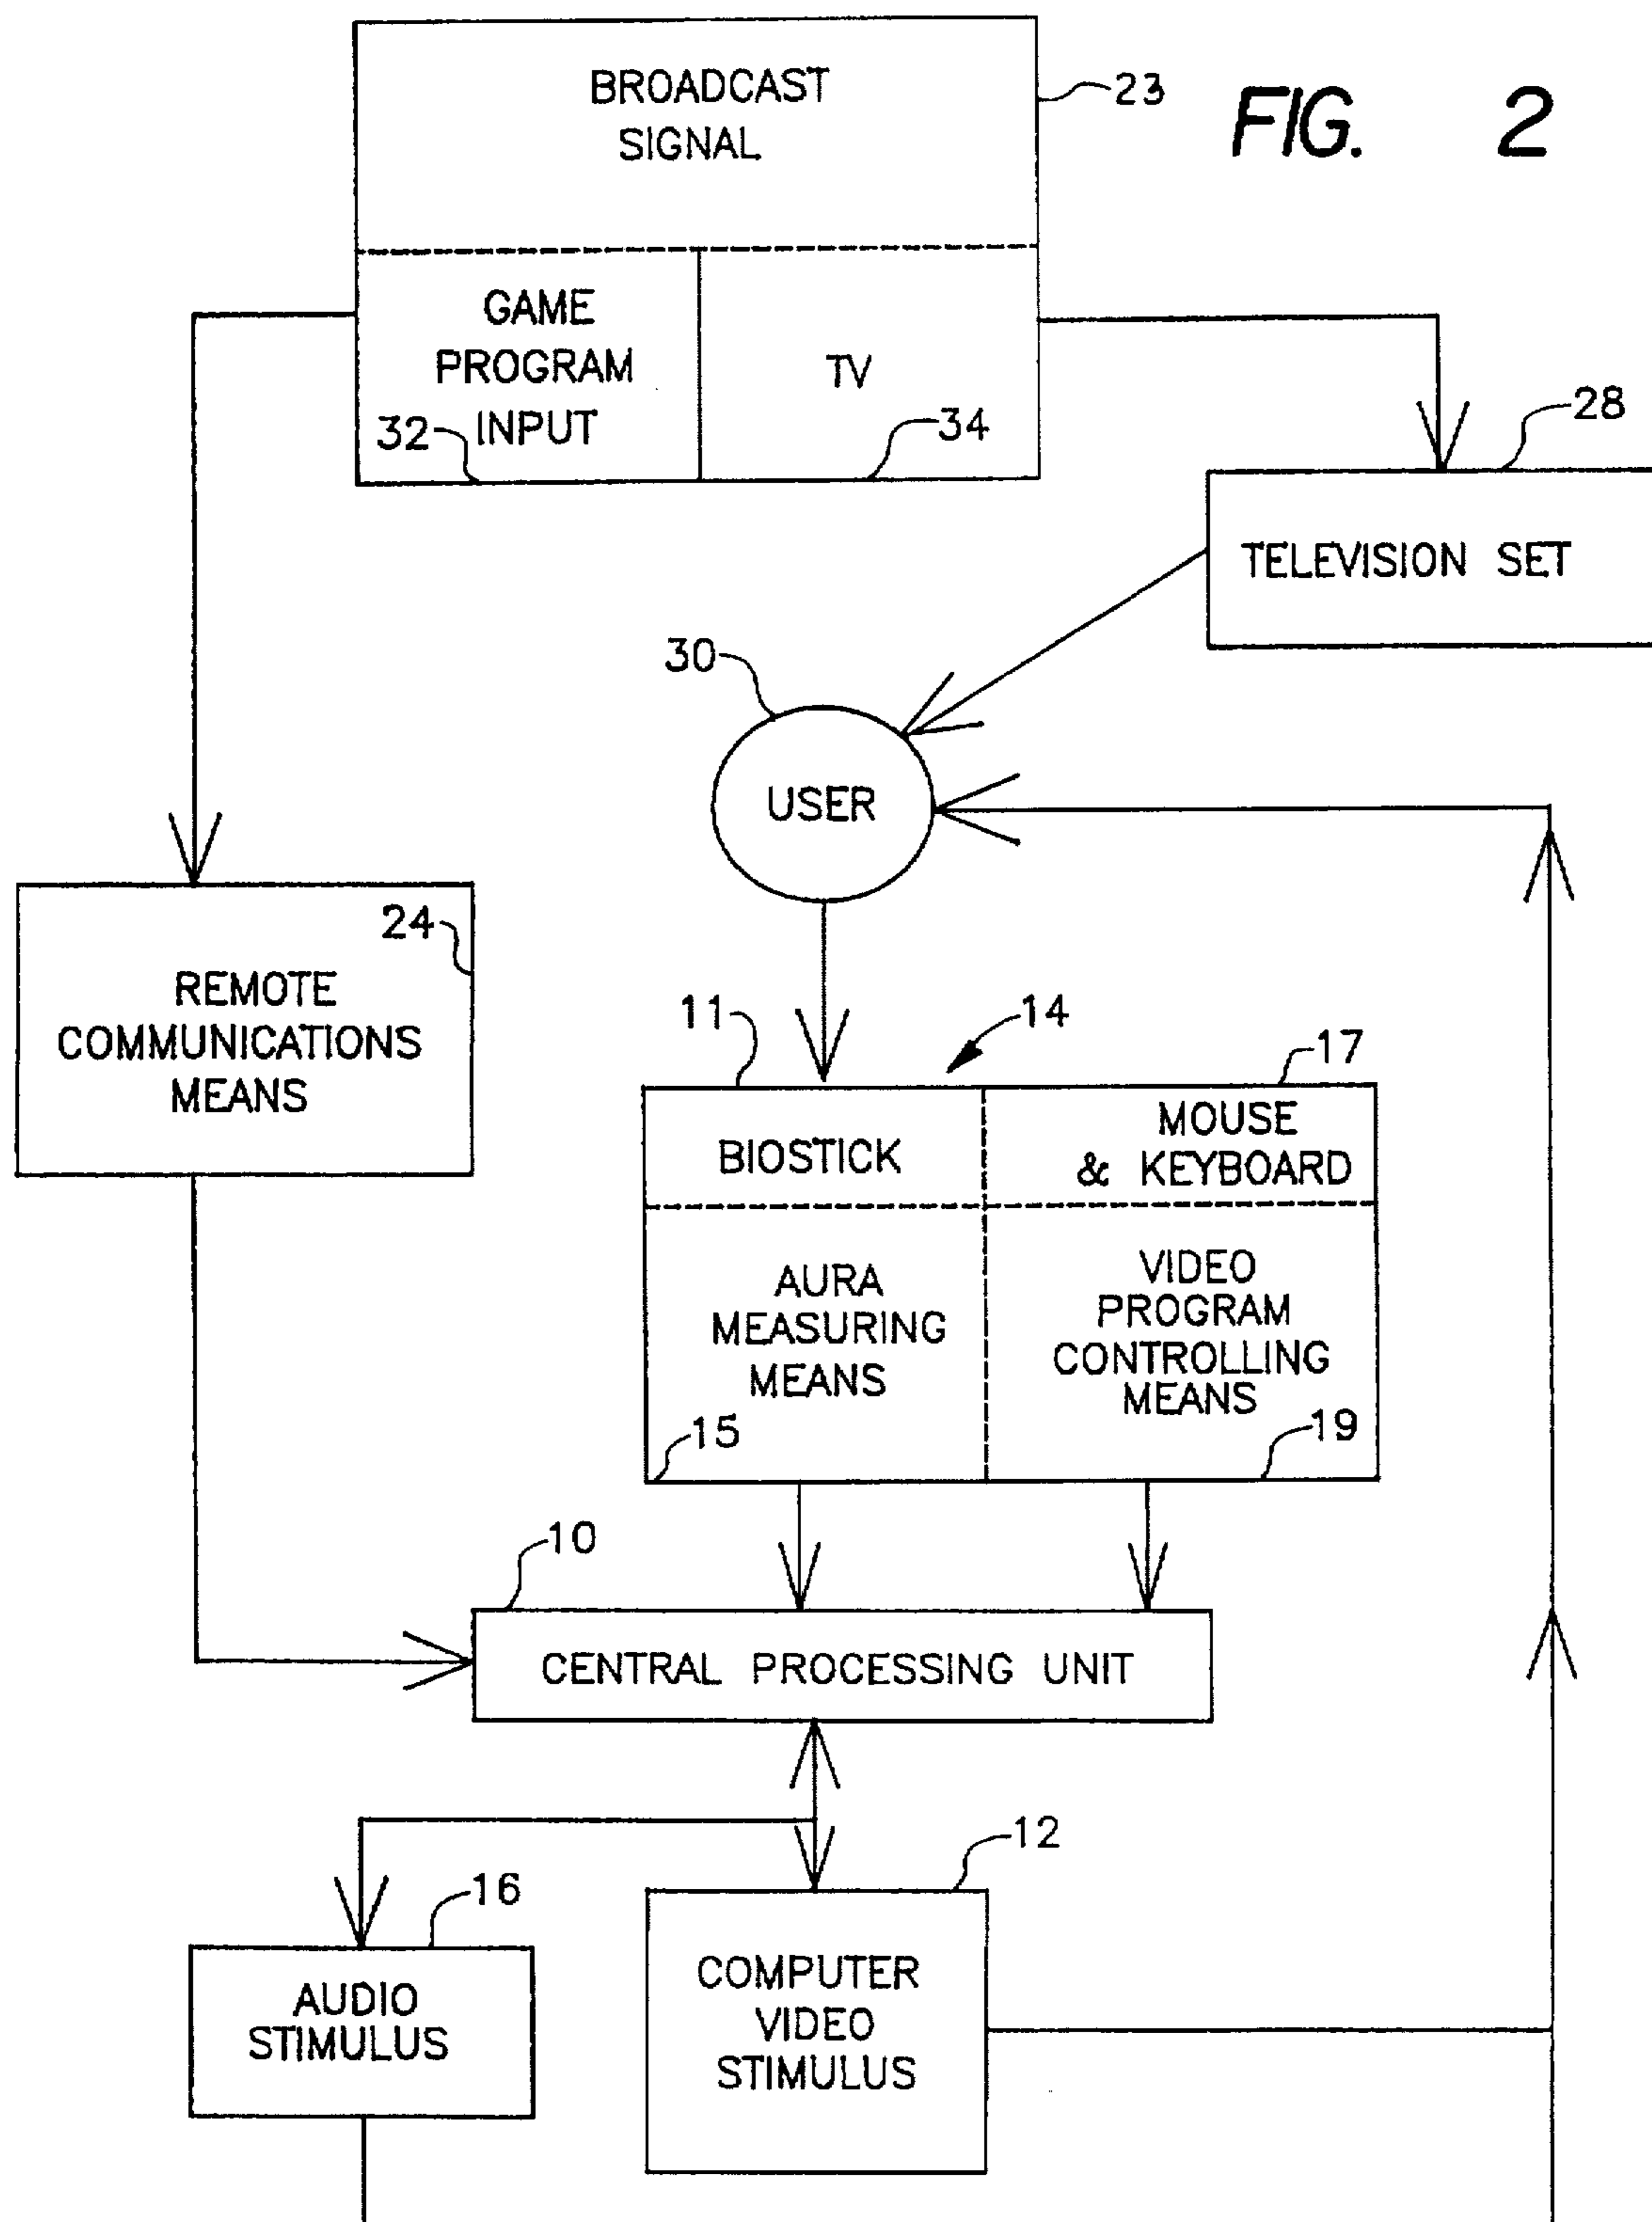 FIG. 2
BROADCAST
SIGNAL
23
GAME
PROGRAM
INPUT
32
TV
34
28
TELEVISION SET
30
USER
24
REMOTE
COMMUNICATIONS
MEANS
11
14
17
BIOSTICK
MOUSE
& KEYBOARD
AURA
MEASURING
MEANS
15
VIDEO
PROGRAM
CONTROLLING
MEANS
19
10
CENTRAL PROCESSING UNIT
16
12
AUDIO
STIMULUS
COMPUTER
VIDEO
STIMULUS